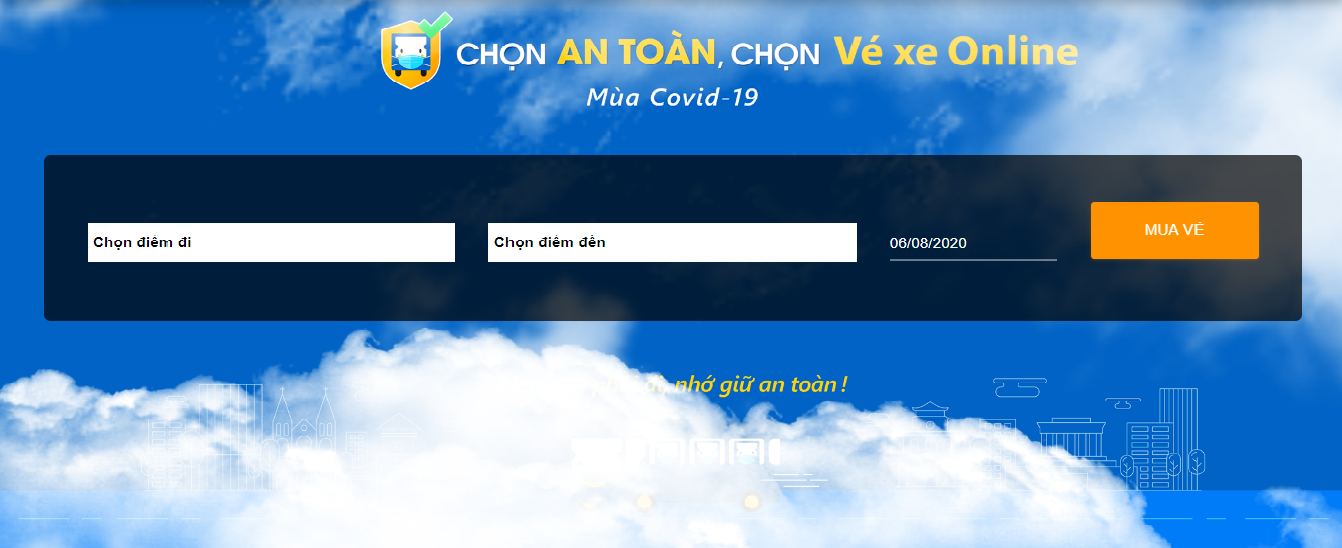 CHỌN AN TOÀN, CHỌN Vé xe Online
Mùa Covid-19
Chọn điểm đi
Chọn điểm đến
06/08/2020
MUA VÉ
đi, nhớ giữ an toàn !